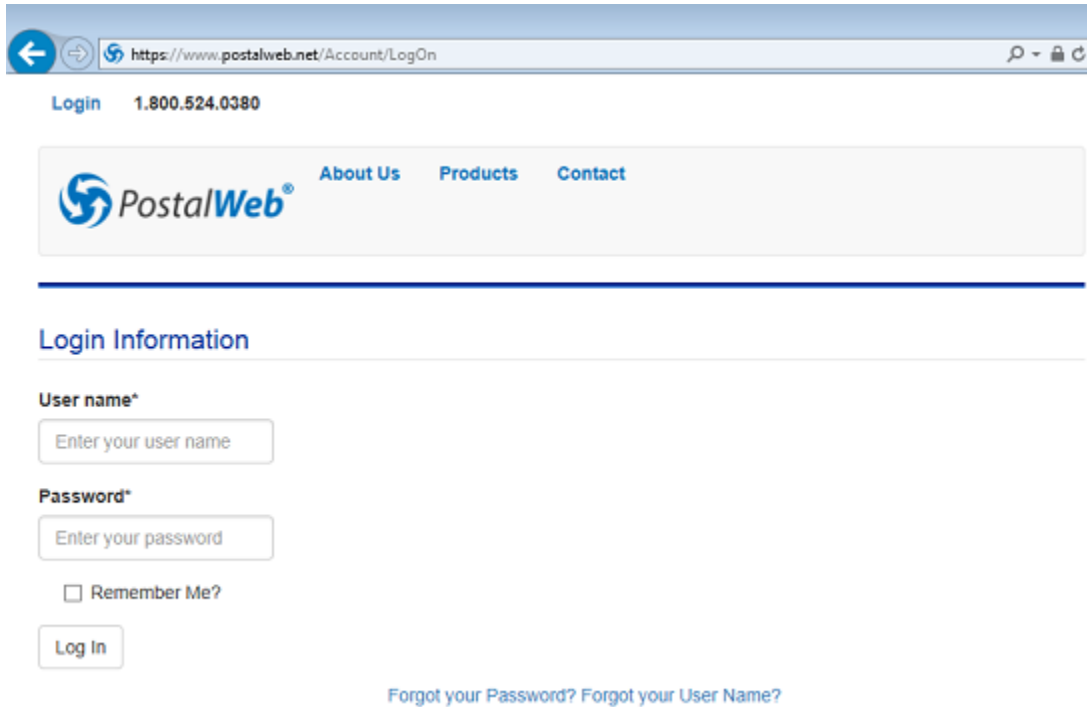 https://www.postalweb.net/Account/LogOn
Login 1.800.524.0380
PostalWeb® About Us Products Contact
Login Information
User name*
Enter your user name
Password*
Enter your password
Remember Me?
Log In
Forgot your Password? Forgot your User Name?